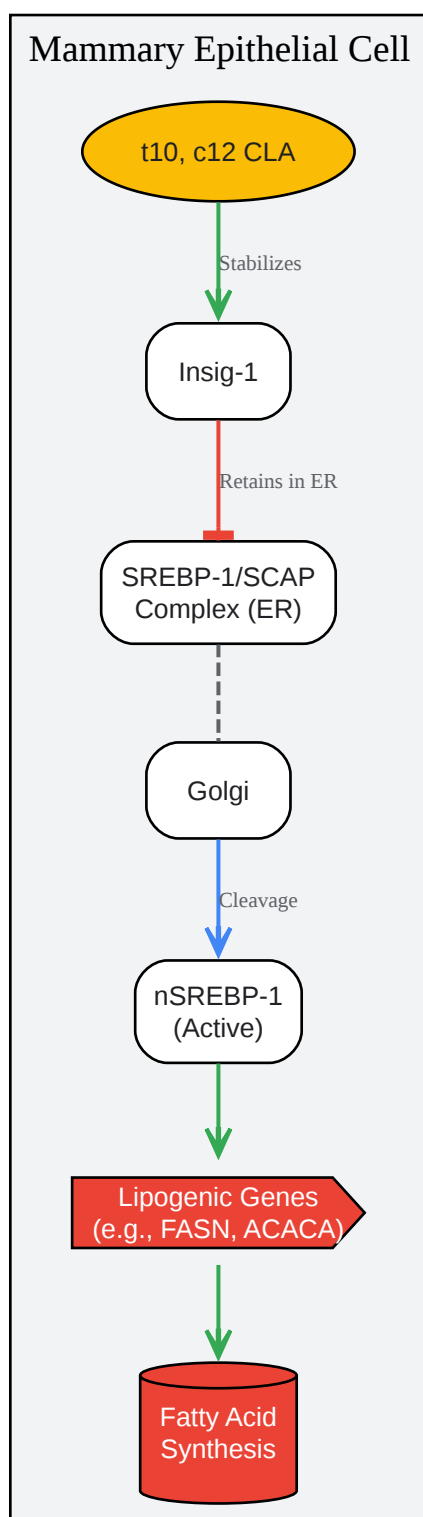 Mammary Epithelial Cell
t10, c12 CLA
Stabilizes
Insig-1
Retains in ER
SREBP-1/SCAP
Complex (ER)
Golgi
Cleavage
nSREBP-1
(Active)
Lipogenic Genes
(e.g., FASN, ACACA)
Fatty Acid
Synthesis